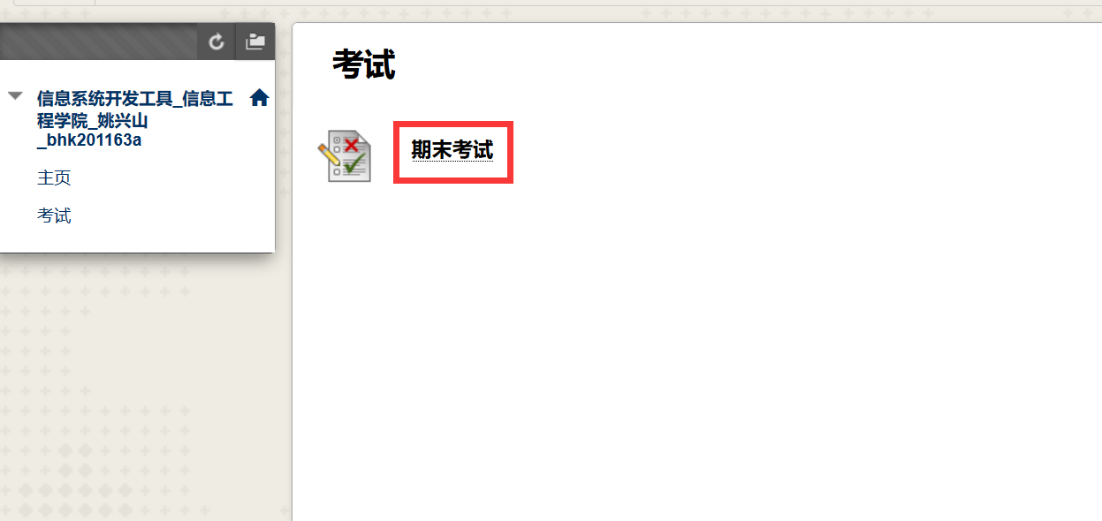 信息系统开发工具_信息工
程学院_姚兴山
_bhk201163a
主页
考试
考试
期末考试